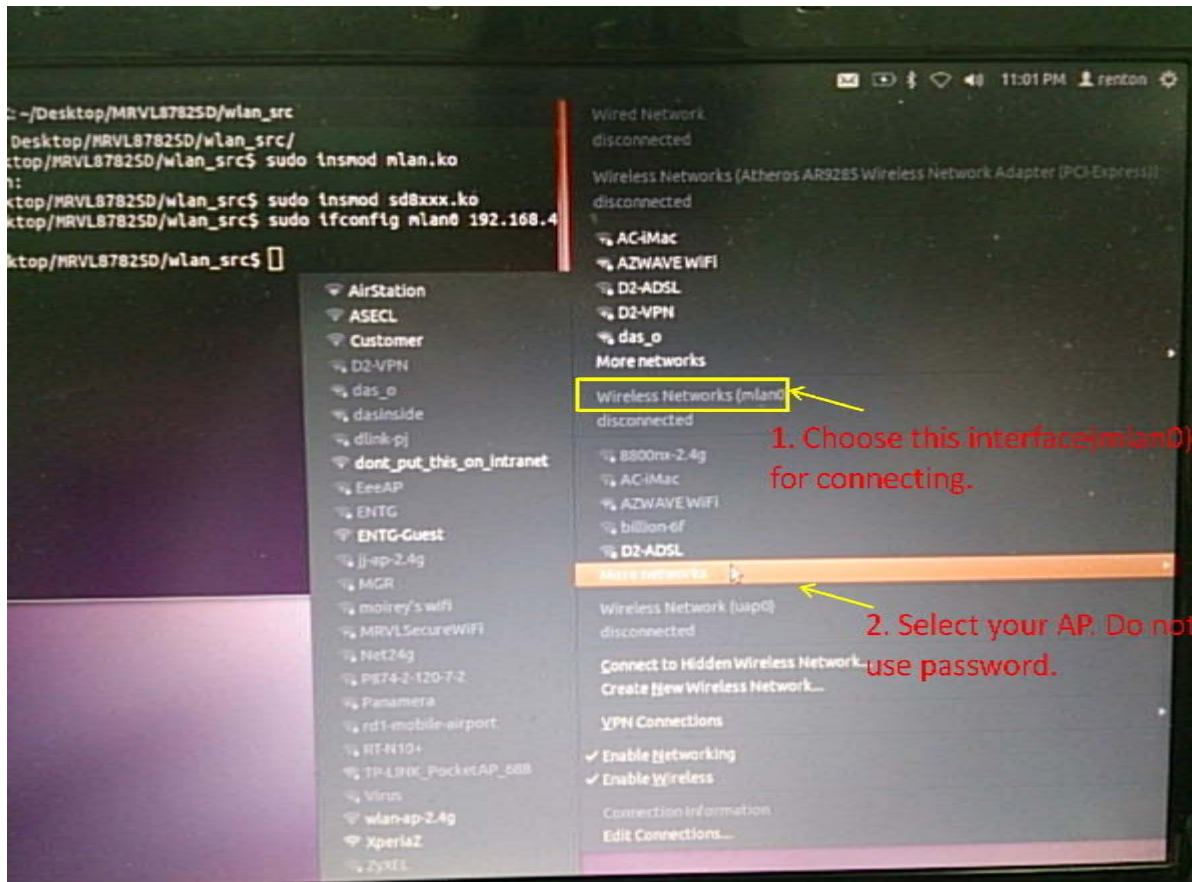 11:01 PM renton
: ~/Desktop/MRVL8782SD/wlan_src
Desktop/MRVL8782SD/wlan_src/
ktop/MRVL8782SD/wlan_src$ sudo insmod mlan.ko
n:
ktop/MRVL8782SD/wlan_src$ sudo insmod sd8xxx.ko
ktop/MRVL8782SD/wlan_src$ sudo ifconfig mlan0 192.168.4
ktop/MRVL8782SD/wlan_src$
AirStation
ASECL
Customer
D2-VPN
das_o
dasinside
dlink-pj
dont_put_this_on_intranet
EeeAP
ENTG
ENTG-Guest
jj-ap-2.4g
MGR
moirey's wifi
MRVLSecureWiFi
Net24g
P874-2-120-7-2
Panamera
rd1-mobile-airport
RT-N10+
TP-LINK_PocketAP_688
Virus
wlan-ap-2.4g
XperiaZ
ZyXEL
Wired Network
disconnected
Wireless Networks (Atheros AR9285 Wireless Network Adapter (PCI-Express))
disconnected
AC-iMac
AZWAVE WiFi
D2-ADSL
D2-VPN
das_o
More networks
Wireless Networks (mlan0
disconnected
8800nx-2.4g
AC-iMac
AZWAVE WiFi
billion-6f
D2-ADSL
More networks
Wireless Network (uap0)
disconnected
Connect to Hidden Wireless Network...
Create New Wireless Network...
VPN Connections
Enable Networking
Enable Wireless
Connection Information
Edit Connections...
1. Choose this interface(mlan0)
for connecting.
2. Select your AP. Do not
use password.